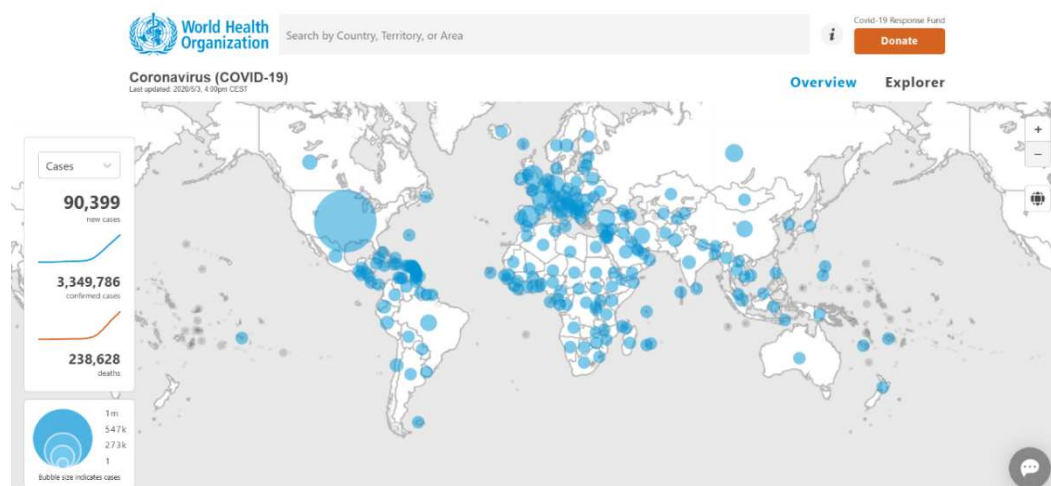 World Health
Organization
Search by Country, Territory, or Area
i
Covid-19 Response Fund
Donate
Coronavirus (COVID-19)
Last updated: 2020/5/3, 4:00pm CEST
Overview
Explorer
Cases
90,399
new cases
3,349,786
confirmed cases
238,628
deaths
1m
547k
273k
1
Bubble size indicates cases
+
−